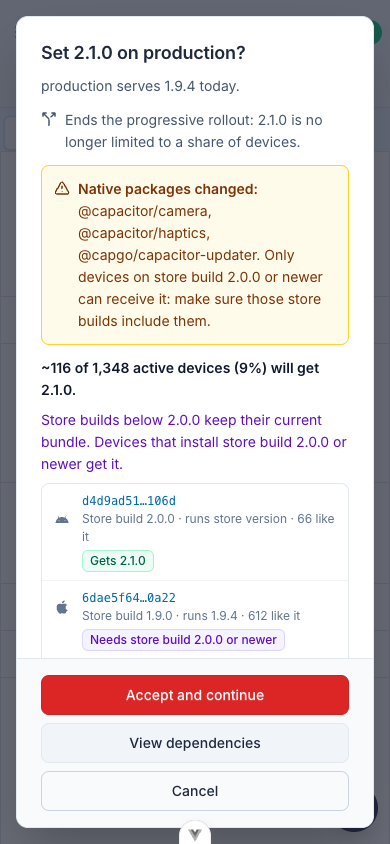 Set 2.1.0 on production?
production serves 1.9.4 today.
Ends the progressive rollout: 2.1.0 is no
longer limited to a share of devices.
Native packages changed:
@capacitor/camera,
@capacitor/haptics,
@capgo/capacitor-updater. Only
devices on store build 2.0.0 or newer
can receive it: make sure those store
builds include them.
~116 of 1,348 active devices (9%) will get
2.1.0.
Store builds below 2.0.0 keep their current
bundle. Devices that install store build 2.0.0 or
newer get it.
d4d9ad51…106d
Store build 2.0.0 · runs store version · 66 like
it
Gets 2.1.0
6dae5f64…0a22
Store build 1.9.0 · runs 1.9.4 · 612 like it
Needs store build 2.0.0 or newer
Accept and continue
View dependencies
Cancel